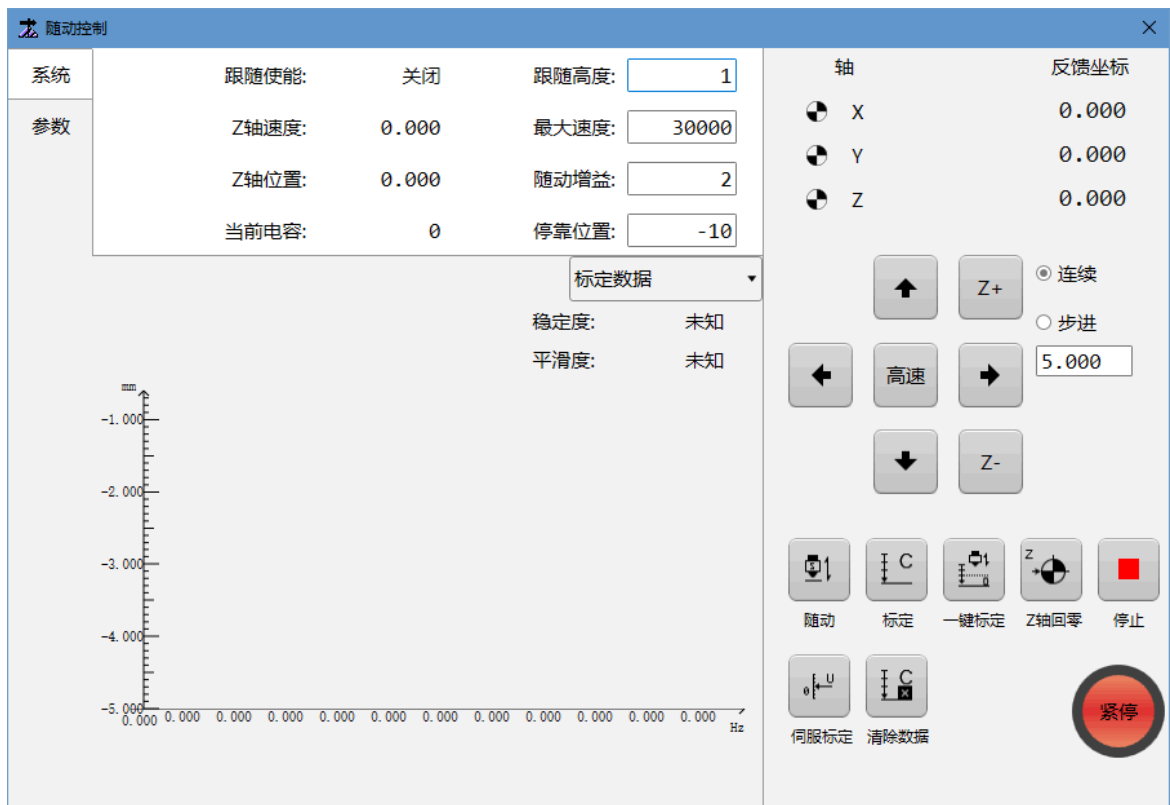 随动控制
系统
参数
跟随使能: 关闭 跟随高度: 1
Z轴速度: 0.000 最大速度: 30000
Z轴位置: 0.000 随动增益: 2
当前电容: 0 停靠位置: -10
标定数据
稳定度: 未知
平滑度: 未知
mm
-1.000
-2.000
-3.000
-4.000
-5.000
0.000 0.000 0.000 0.000 0.000 0.000 0.000 0.000 0.000 0.000 0.000 0.000
Hz
轴 反馈坐标
X 0.000
Y 0.000
Z 0.000
Z+
连续
步进
5.000
高速
Z-
C
Z
随动 标定 一键标定 Z轴回零 停止
0 U
C
X
伺服标定 清除数据
紧停